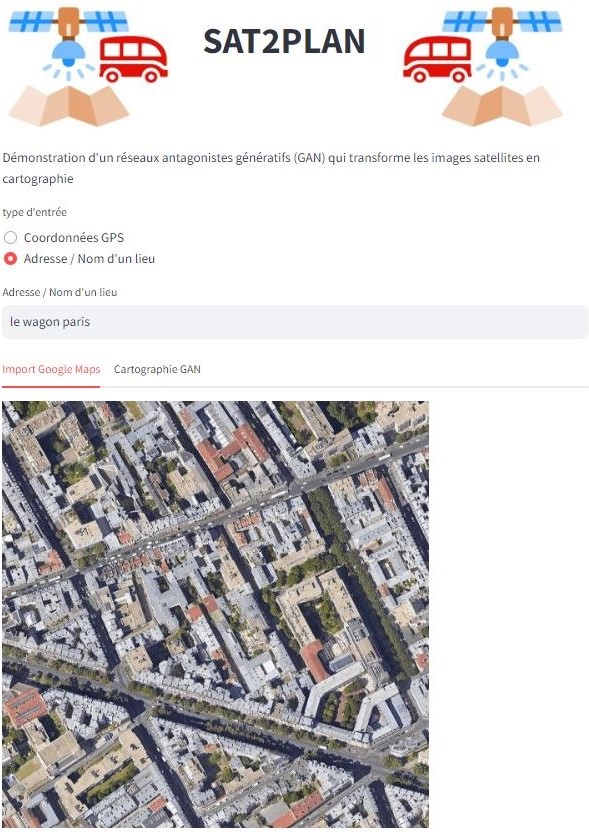 SAT2PLAN
Démonstration d'un réseaux antagonistes génératifs (GAN) qui transforme les images satellites en
cartographie
type d'entrée
Coordonnées GPS
Adresse / Nom d'un lieu
Adresse / Nom d'un lieu
le wagon paris
Import Google Maps Cartographie GAN